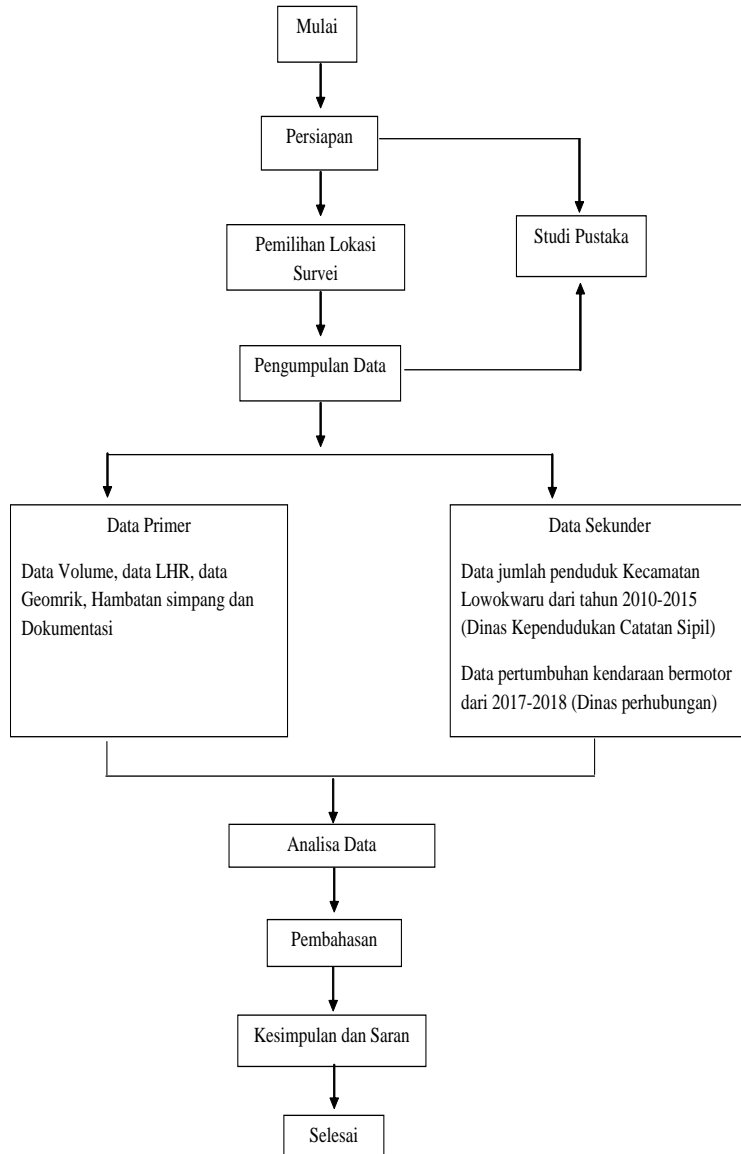 Mulai
Persiapan
Pemilihan Lokasi
Survei
Studi Pustaka
Pengumpulan Data
Data Primer
Data Volume, data LHR, data
Geomrik, Hambatan simpang dan
Dokumentasi
Data Sekunder
Data jumlah penduduk Kecamatan
Lowokwaru dari tahun 2010-2015
(Dinas Kependudukan Catatan Sipil)
Data pertumbuhan kendaraan bermotor
dari 2017-2018 (Dinas perhubungan)
Analisa Data
Pembahasan
Kesimpulan dan Saran
Selesai